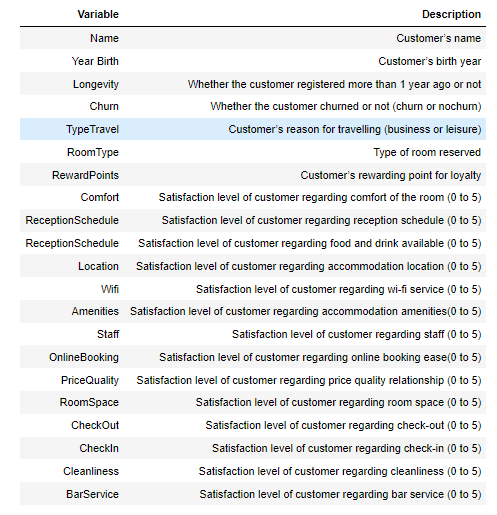 Variable Description
Name Customer's name
Year Birth Customer's birth year
Longevity Whether the customer registered more than 1 year ago or not
Churn Whether the customer churned or not (churn or nochurn)
TypeTravel Customer's reason for travelling (business or leisure)
RoomType Type of room reserved
RewardPoints Customer's rewarding point for loyalty
Comfort Satisfaction level of customer regarding comfort of the room (0 to 5)
ReceptionSchedule Satisfaction level of customer regarding reception schedule (0 to 5)
ReceptionSchedule Satisfaction level of customer regarding food and drink available (0 to 5)
Location Satisfaction level of customer regarding accommodation location (0 to 5)
Wifi Satisfaction level of customer regarding wi-fi service (0 to 5)
Amenities Satisfaction level of customer regarding accommodation amenities(0 to 5)
Staff Satisfaction level of customer regarding staff (0 to 5)
OnlineBooking Satisfaction level of customer regarding online booking ease(0 to 5)
PriceQuality Satisfaction level of customer regarding price quality relationship (0 to 5)
RoomSpace Satisfaction level of customer regarding room space (0 to 5)
CheckOut Satisfaction level of customer regarding check-out (0 to 5)
CheckIn Satisfaction level of customer regarding check-in (0 to 5)
Cleanliness Satisfaction level of customer regarding cleanliness (0 to 5)
BarService Satisfaction level of customer regarding bar service (0 to 5)